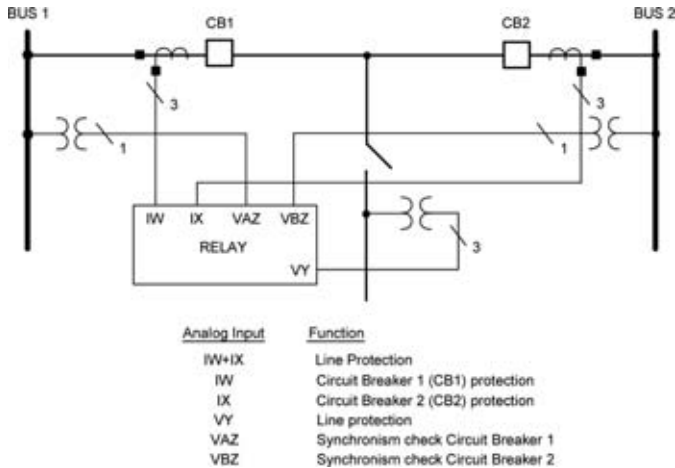 BUS 1
CB1
CB2
BUS 2
3
3
1
1
IW IX VAZ VBZ
RELAY
VY
3
Analog Input Function
IW+IX Line Protection
IW Circuit Breaker 1 (CB1) protection
IX Circuit Breaker 2 (CB2) protection
VY Line protection
VAZ Synchronism check Circuit Breaker 1
VBZ Synchronism check Circuit Breaker 2